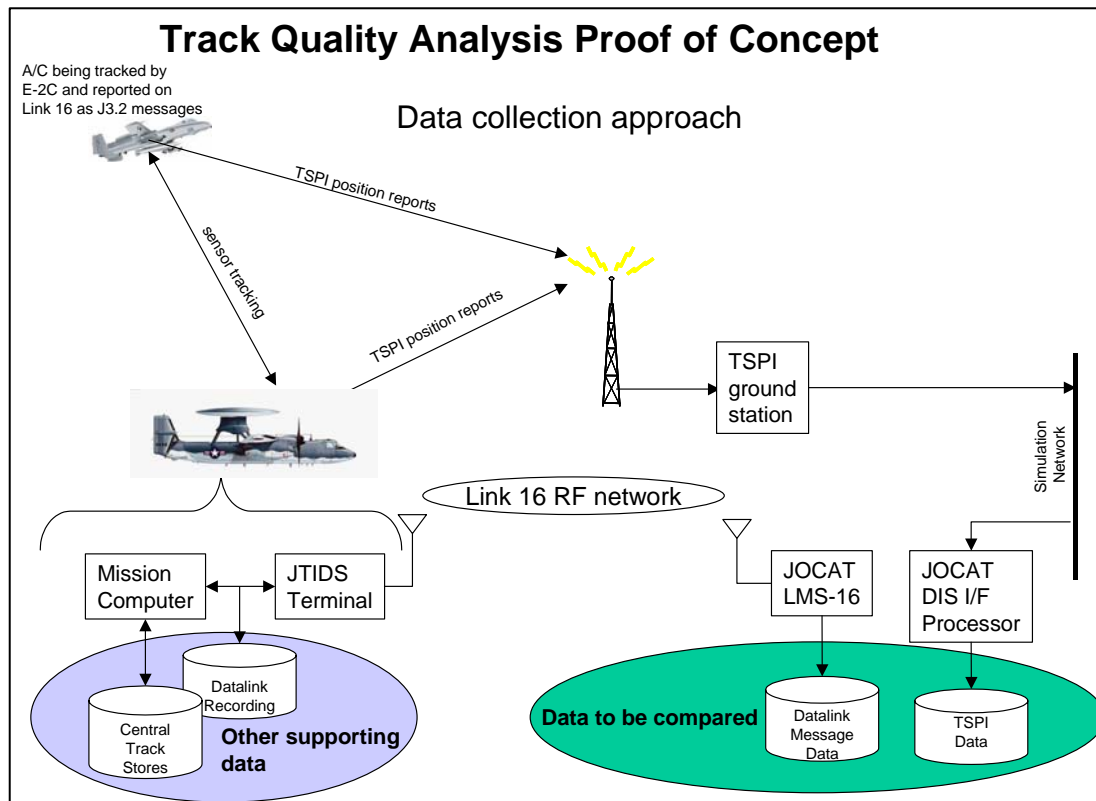 Track Quality Analysis Proof of Concept
A/C being tracked by
E-2C and reported on
Link 16 as J3.2 messages
Data collection approach
TSPI position reports
sensor tracking
TSPI position reports
TSPI
ground
station
Simulation
Network
Link 16 RF network
Mission
Computer
JTIDS
Terminal
JOCAT
LMS-16
JOCAT
DIS I/F
Processor
Datalink
Recording
Central
Track
Stores
Other supporting
data
Data to be compared
Datalink
Message
Data
TSPI
Data